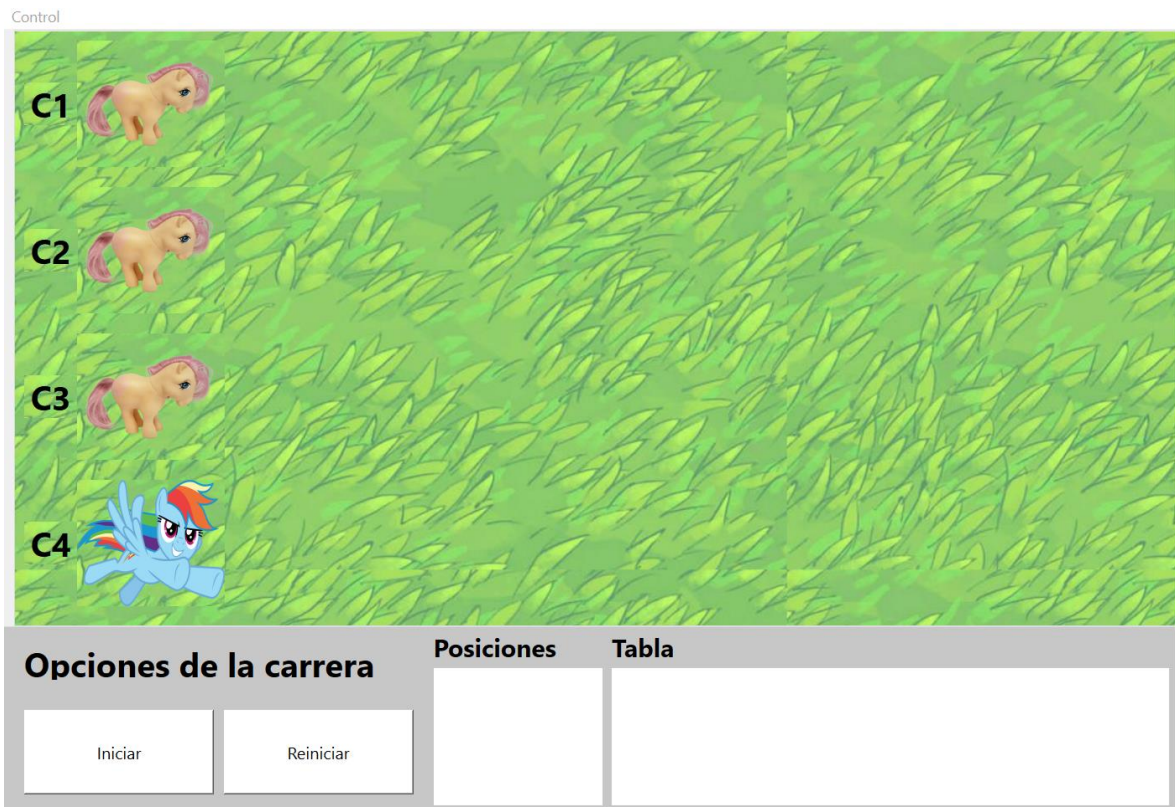 Control
C1
C2
C3
C4
Opciones de la carrera
Iniciar
Reiniciar
Posiciones
Tabla